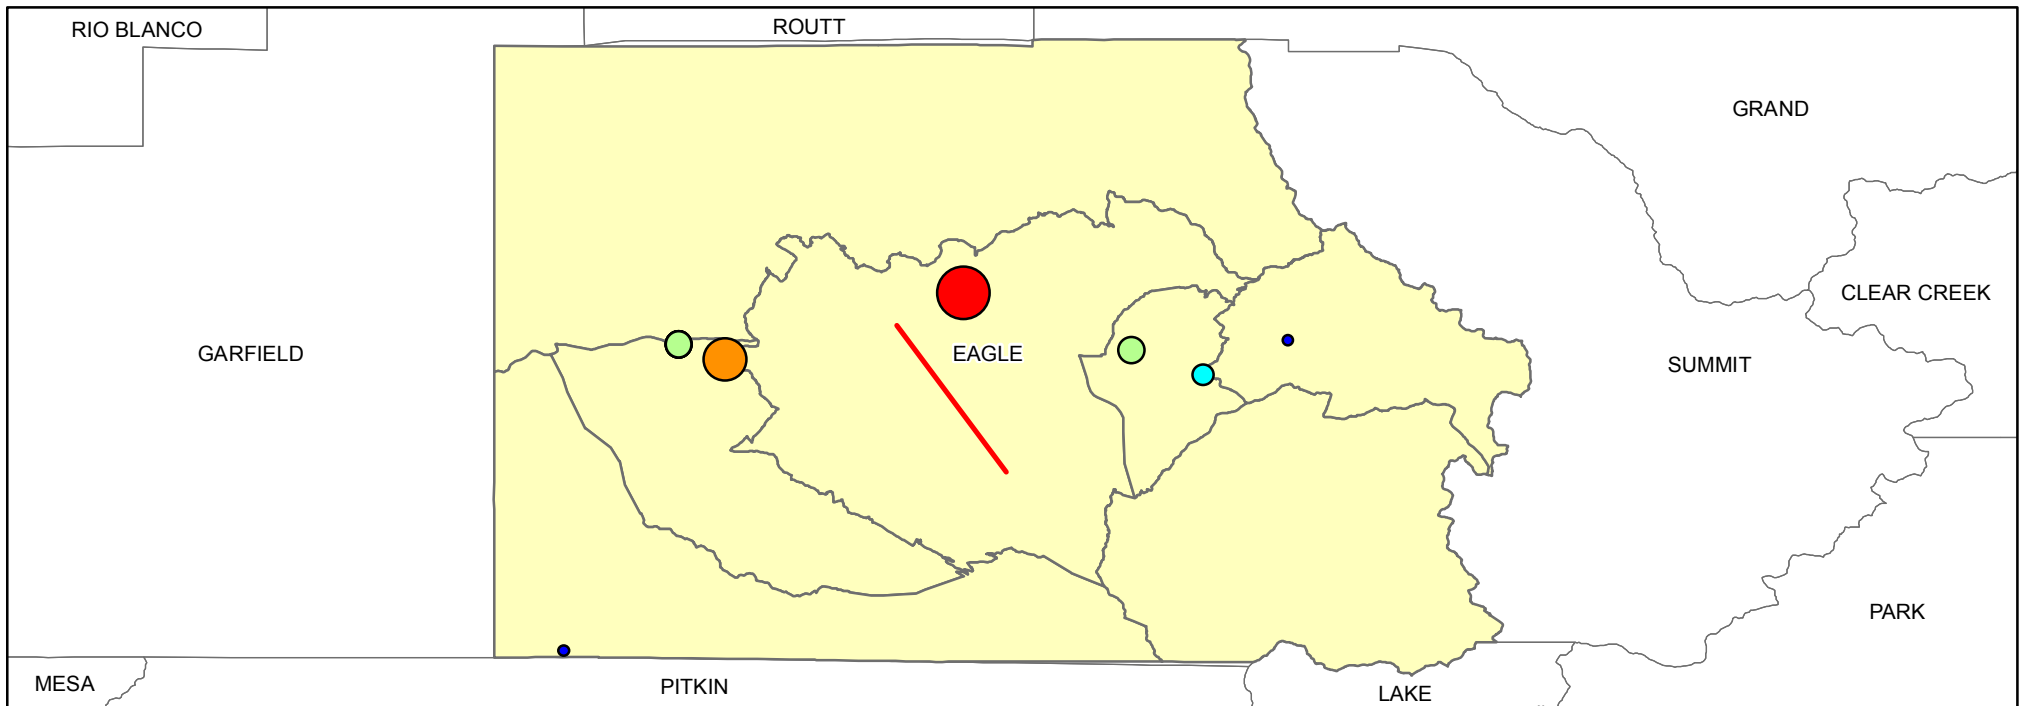 RIO BLANCO
ROUTT
GRAND
CLEAR CREEK
GARFIELD
EAGLE
SUMMIT
PARK
MESA
PITKIN
LAKE